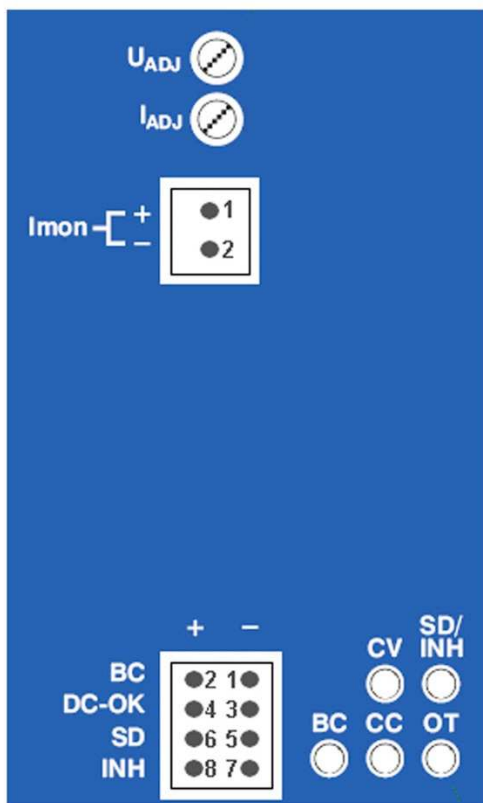 UADJ
IADJ
Imon + 1
− 2
+ −
BC 2 1
DC-OK 4 3
SD 6 5
INH 8 7
SD/
CV INH
BC CC OT